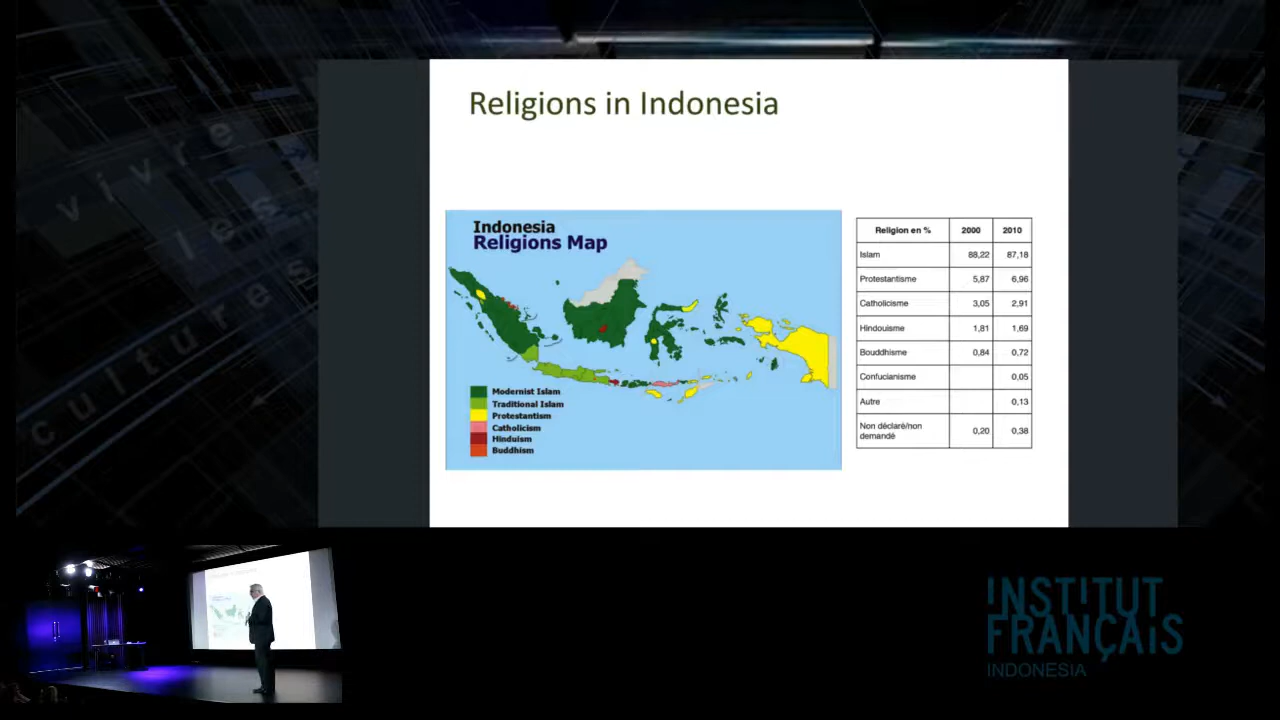 vivre
les
cultures
Religions in Indonesia
Indonesia
Religions Map
Modernist Islam
Traditional Islam
Protestantism
Catholicism
Hinduism
Buddhism
Religion en % 2000 2010
Islam 88,22 87,18
Protestantisme 5,87 6,96
Catholicisme 3,05 2,91
Hindouisme 1,81 1,69
Bouddhisme 0,84 0,72
Confucianisme 0,05
Autre 0,13
Non déclaré/non
demandé 0,20 0,38
INSTITUT
FRANÇAIS
INDONESIA